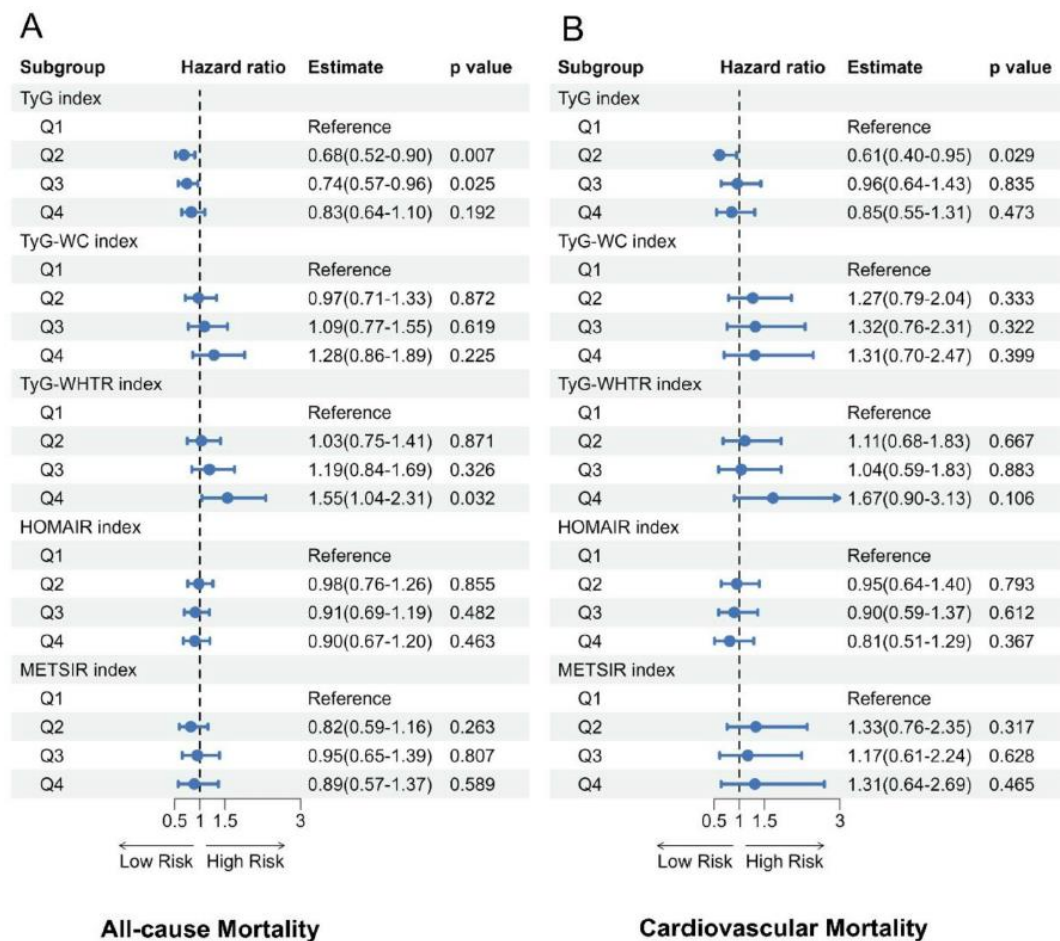 A
Subgroup Hazard ratio Estimate p value
TyG index
Q1 Reference
Q2 0.68(0.52-0.90) 0.007
Q3 0.74(0.57-0.96) 0.025
Q4 0.83(0.64-1.10) 0.192
TyG-WC index
Q1 Reference
Q2 0.97(0.71-1.33) 0.872
Q3 1.09(0.77-1.55) 0.619
Q4 1.28(0.86-1.89) 0.225
TyG-WHTR index
Q1 Reference
Q2 1.03(0.75-1.41) 0.871
Q3 1.19(0.84-1.69) 0.326
Q4 1.55(1.04-2.31) 0.032
HOMAIR index
Q1 Reference
Q2 0.98(0.76-1.26) 0.855
Q3 0.91(0.69-1.19) 0.482
Q4 0.90(0.67-1.20) 0.463
METSIR index
Q1 Reference
Q2 0.82(0.59-1.16) 0.263
Q3 0.95(0.65-1.39) 0.807
Q4 0.89(0.57-1.37) 0.589
0.5 1 1.5 3
Low Risk High Risk
All-cause Mortality
B
Subgroup Hazard ratio Estimate p value
TyG index
Q1 Reference
Q2 0.61(0.40-0.95) 0.029
Q3 0.96(0.64-1.43) 0.835
Q4 0.85(0.55-1.31) 0.473
TyG-WC index
Q1 Reference
Q2 1.27(0.79-2.04) 0.333
Q3 1.32(0.76-2.31) 0.322
Q4 1.31(0.70-2.47) 0.399
TyG-WHTR index
Q1 Reference
Q2 1.11(0.68-1.83) 0.667
Q3 1.04(0.59-1.83) 0.883
Q4 1.67(0.90-3.13) 0.106
HOMAIR index
Q1 Reference
Q2 0.95(0.64-1.40) 0.793
Q3 0.90(0.59-1.37) 0.612
Q4 0.81(0.51-1.29) 0.367
METSIR index
Q1 Reference
Q2 1.33(0.76-2.35) 0.317
Q3 1.17(0.61-2.24) 0.628
Q4 1.31(0.64-2.69) 0.465
0.5 1 1.5 3
Low Risk High Risk
Cardiovascular Mortality